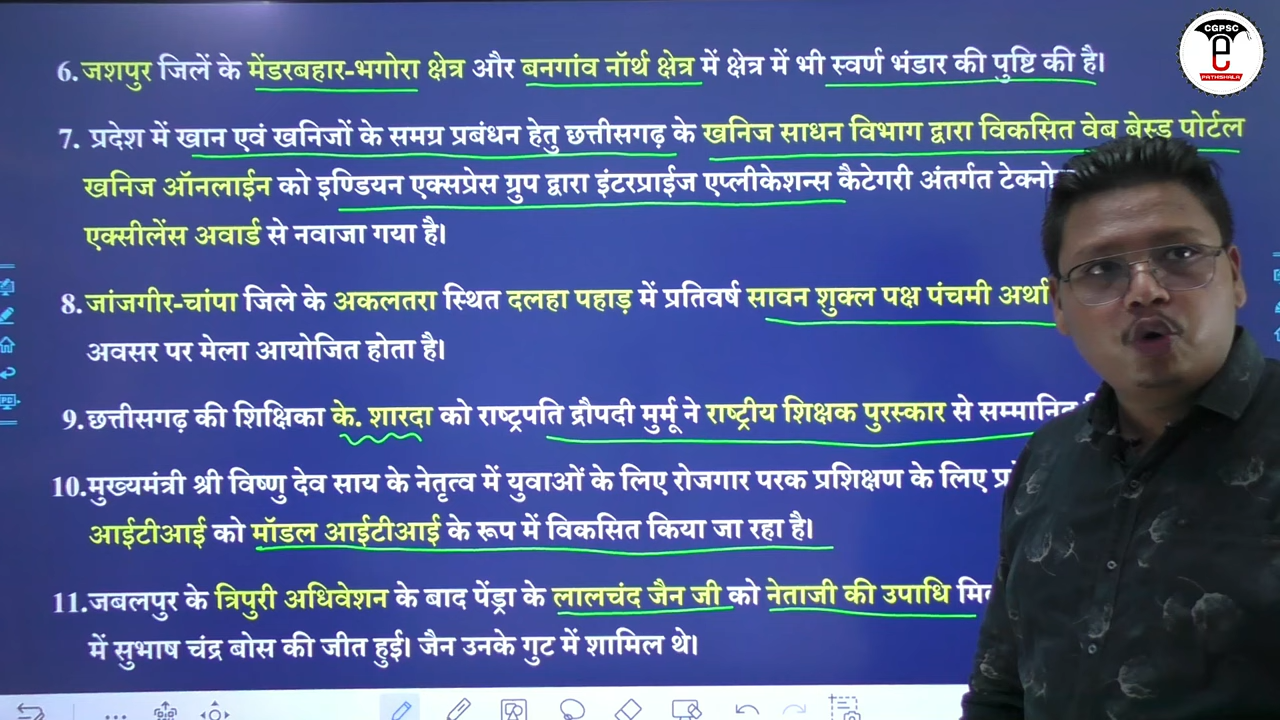 CGPSC
e
PATHSHALA
6. जशपुर जिलें के मेंडरबहार-भगोरा क्षेत्र और बनगांव नॉर्थ क्षेत्र में क्षेत्र में भी स्वर्ण भंडार की पुष्टि की है।
7. प्रदेश में खान एवं खनिजों के समग्र प्रबंधन हेतु छत्तीसगढ़ के खनिज साधन विभाग द्वारा विकसित वेब बेस्ड पोर्टल
खनिज ऑनलाईन को इण्डियन एक्सप्रेस ग्रुप द्वारा इंटरप्राईज एप्लीकेशन्स कैटेगरी अंतर्गत
एक्सीलेंस अवार्ड से नवाजा गया है।
8. जांजगीर-चांपा जिले के अकलतरा स्थित दलहा पहाड़ में प्रतिवर्ष सावन शुक्ल पक्ष पंचमी
अवसर पर मेला आयोजित होता है।
9. छत्तीसगढ़ की शिक्षिका के. शारदा को राष्ट्रपति द्रौपदी मुर्मू ने राष्ट्रीय शिक्षक पुरस्कार से सम्मानित
10. मुख्यमंत्री श्री विष्णु देव साय के नेतृत्व में युवाओं के लिए रोजगार परक प्रशिक्षण के लिए
आईटीआई को मॉडल आईटीआई के रूप में विकसित किया जा रहा है।
11. जबलपुर के त्रिपुरी अधिवेशन के बाद पेंड्रा के लालचंद जैन जी को नेताजी की उपाधि
में सुभाष चंद्र बोस की जीत हुई। जैन उनके गुट में शामिल थे।